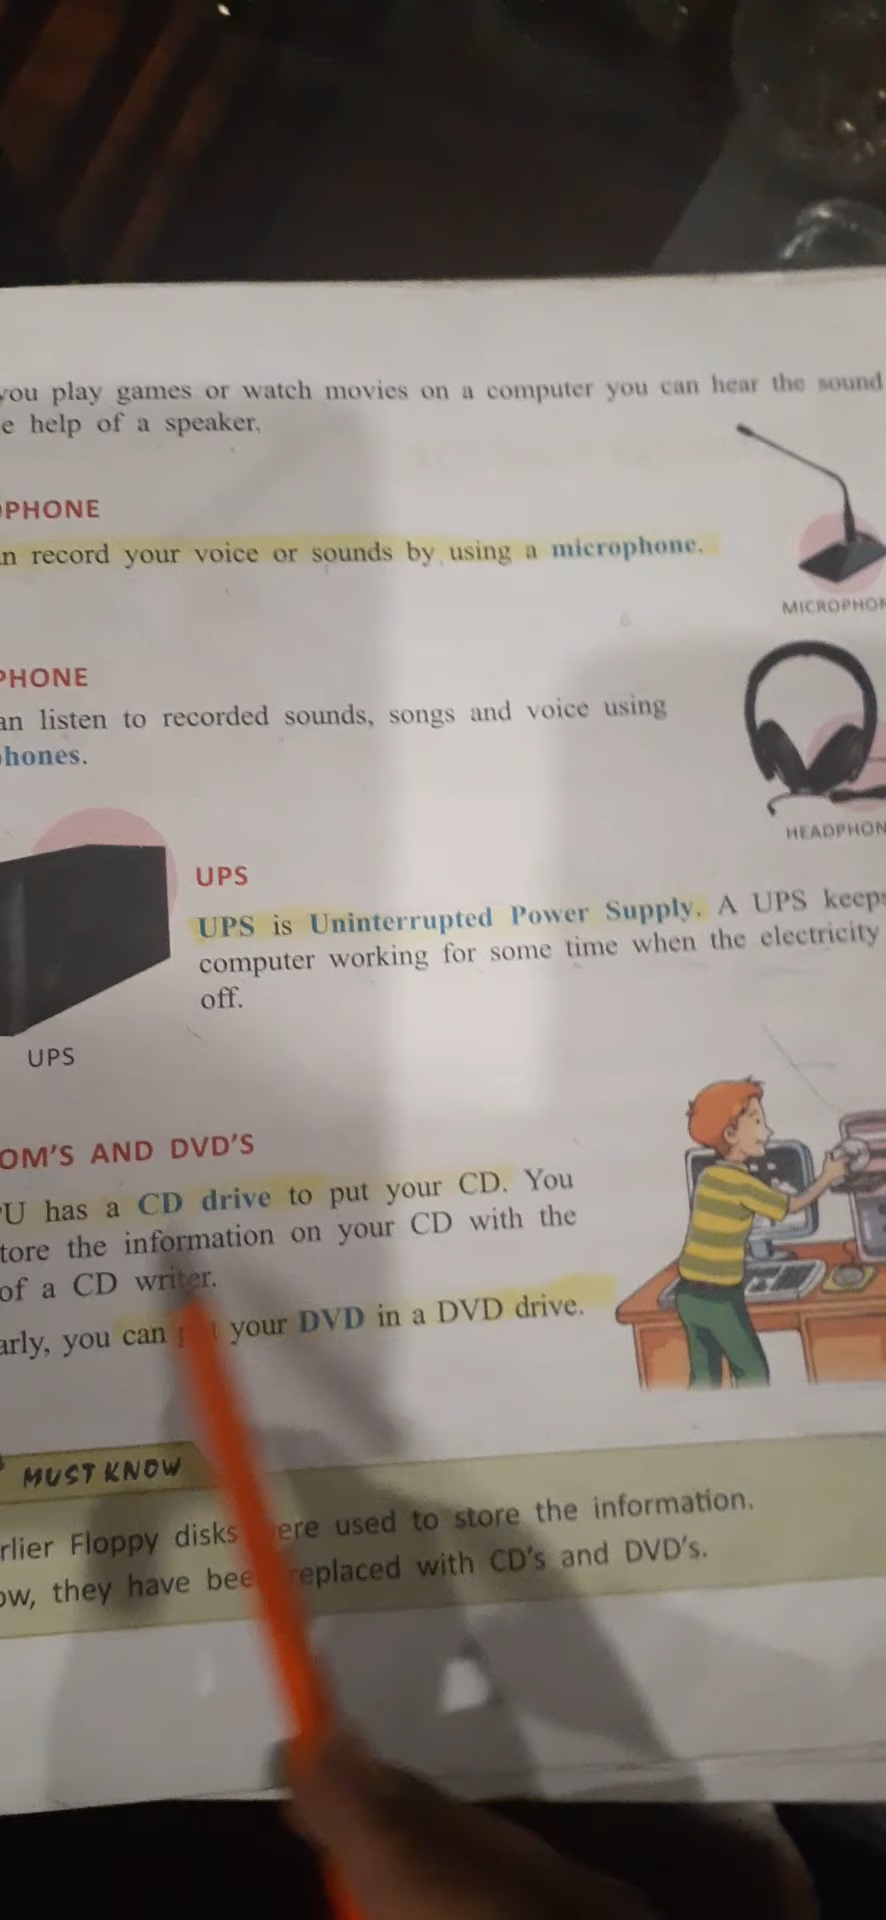 you play games or watch movies on a computer you can hear the sound
e help of a speaker.
PHONE
n record your voice or sounds by using a microphone.
MICROPHON
PHONE
an listen to recorded sounds, songs and voice using
hones.
HEADPHON
UPS
UPS is Uninterrupted Power Supply. A UPS keeps
computer working for some time when the electricity
off.
UPS
OM'S AND DVD'S
U has a CD drive to put your CD. You
tore the information on your CD with the
of a CD writer.
arly, you can your DVD in a DVD drive.
MUST KNOW
rlier Floppy disks ere used to store the information.
ow, they have bee replaced with CD's and DVD's.